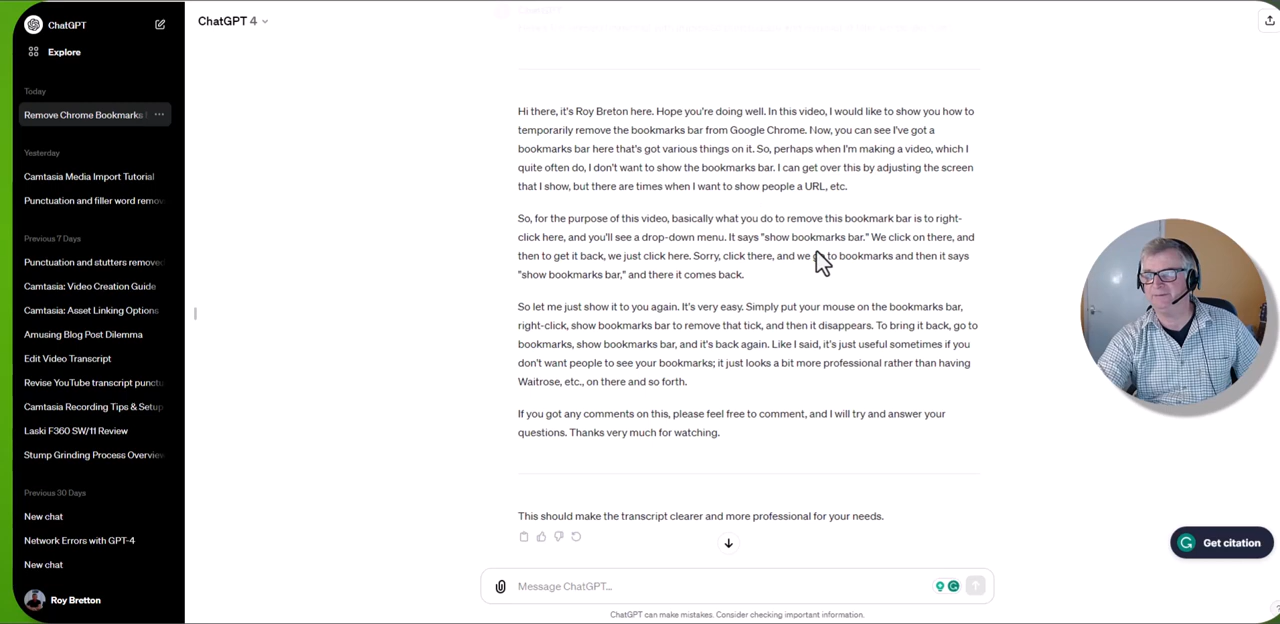 ChatGPT
Explore
Today
Remove Chrome Bookmarks
Yesterday
Camtasia Media Import Tutorial
Punctuation and filler word remov
Previous 7 Days
Punctuation and stutters removed
Camtasia: Video Creation Guide
Camtasia: Asset Linking Options
Amusing Blog Post Dilemma
Edit Video Transcript
Revise YouTube transcript punctu
Camtasia Recording Tips & Setup
Laski F360 SW/11 Review
Stump Grinding Process Overview
Previous 30 Days
New chat
Network Errors with GPT-4
New chat
Roy Bretton
ChatGPT 4
Hi there, it's Roy Breton here. Hope you're doing well. In this video, I would like to show you how to
temporarily remove the bookmarks bar from Google Chrome. Now, you can see I've got a
bookmarks bar here that's got various things on it. So, perhaps when I'm making a video, which I
quite often do, I don't want to show the bookmarks bar. I can get over this by adjusting the screen
that I show, but there are times when I want to show people a URL, etc.
So, for the purpose of this video, basically what you do to remove this bookmark bar is to right-
click here, and you'll see a drop-down menu. It says "show bookmarks bar." We click on there, and
then to get it back, we just click here. Sorry, click there, and we to bookmarks and then it says
"show bookmarks bar," and there it comes back.
So let me just show it to you again. It's very easy. Simply put your mouse on the bookmarks bar,
right-click, show bookmarks bar to remove that tick, and then it disappears. To bring it back, go to
bookmarks, show bookmarks bar, and it's back again. Like I said, it's just useful sometimes if you
don't want people to see your bookmarks; it just looks a bit more professional rather than having
Waitrose, etc., on there and so forth.
If you got any comments on this, please feel free to comment, and I will try and answer your
questions. Thanks very much for watching.
This should make the transcript clearer and more professional for your needs.
Get citation
Message ChatGPT...
ChatGPT can make mistakes. Consider checking important information.